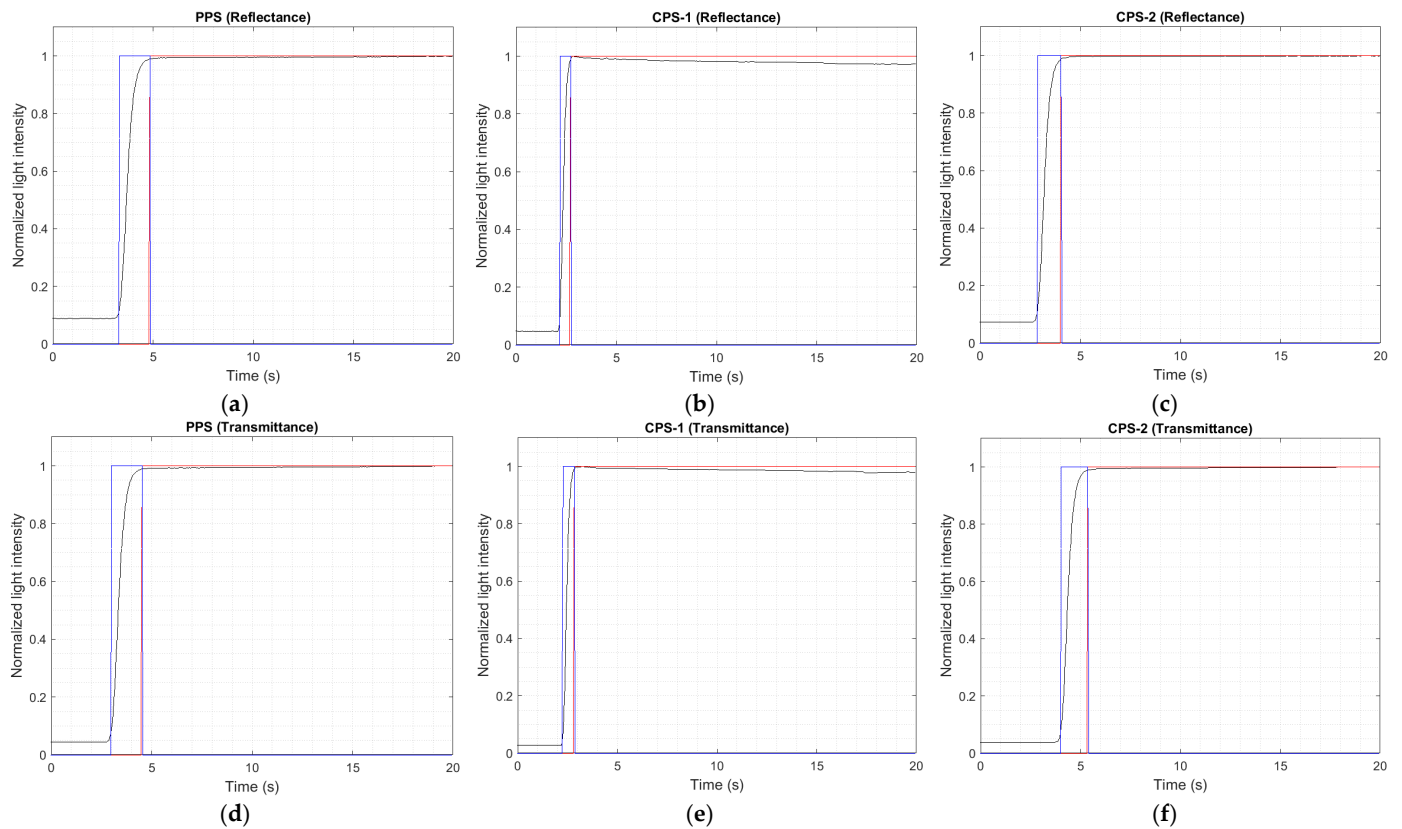 PPS (Reflectance)
1
0.8
0.6
0.4
0.2
0
Normalized light intensity
0 5 10 15 20
Time (s)
(a)
CPS-1 (Reflectance)
1
0.8
0.6
0.4
0.2
0
Normalized light intensity
0 5 10 15 20
Time (s)
(b)
CPS-2 (Reflectance)
1
0.8
0.6
0.4
0.2
0
Normalized light intensity
0 5 10 15 20
Time (s)
(c)
PPS (Transmittance)
1
0.8
0.6
0.4
0.2
0
Normalized light intensity
0 5 10 15 20
Time (s)
(d)
CPS-1 (Transmittance)
1
0.8
0.6
0.4
0.2
0
Normalized light intensity
0 5 10 15 20
Time (s)
(e)
CPS-2 (Transmittance)
1
0.8
0.6
0.4
0.2
0
Normalized light intensity
0 5 10 15 20
Time (s)
(f)